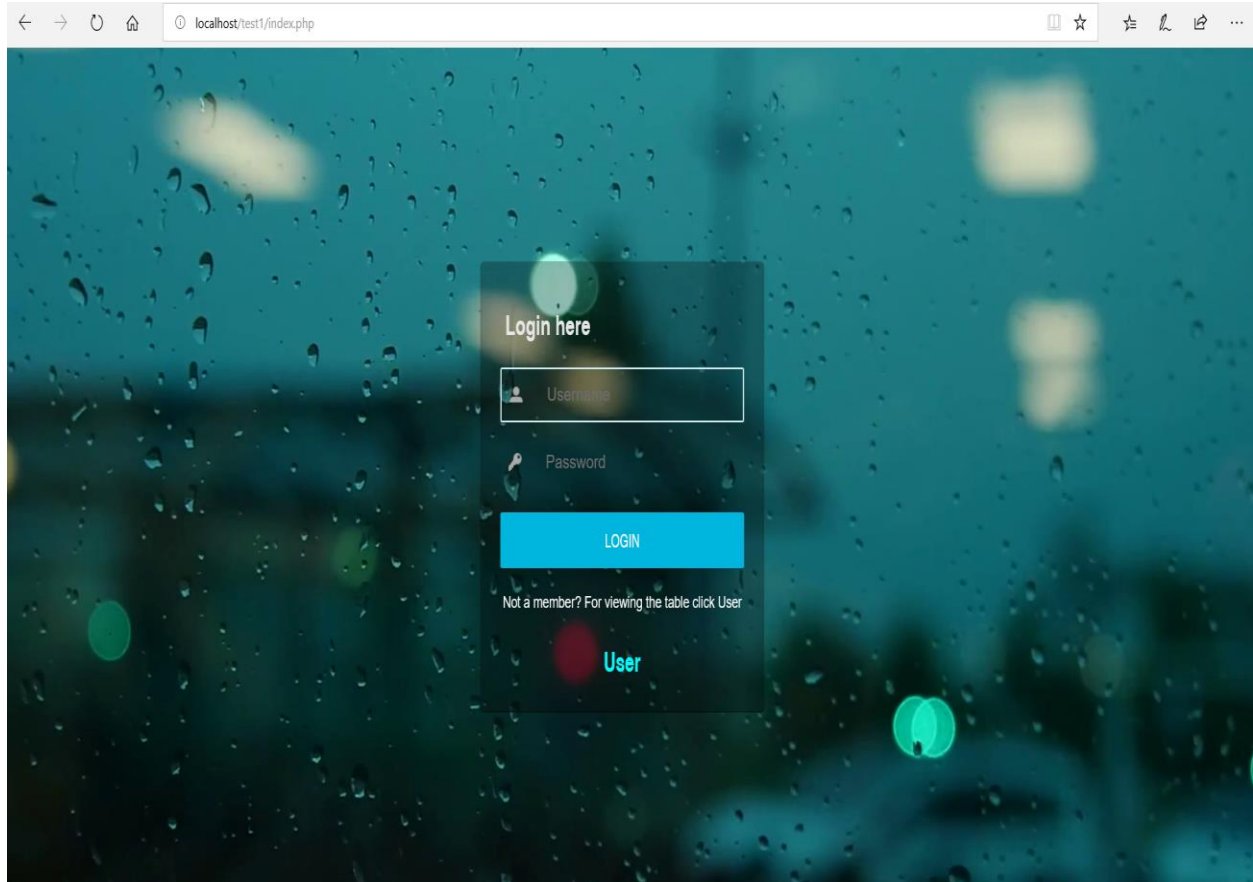 localhost/test1/index.php
Login here
Username
Password
LOGIN
Not a member? For viewing the table click User
User